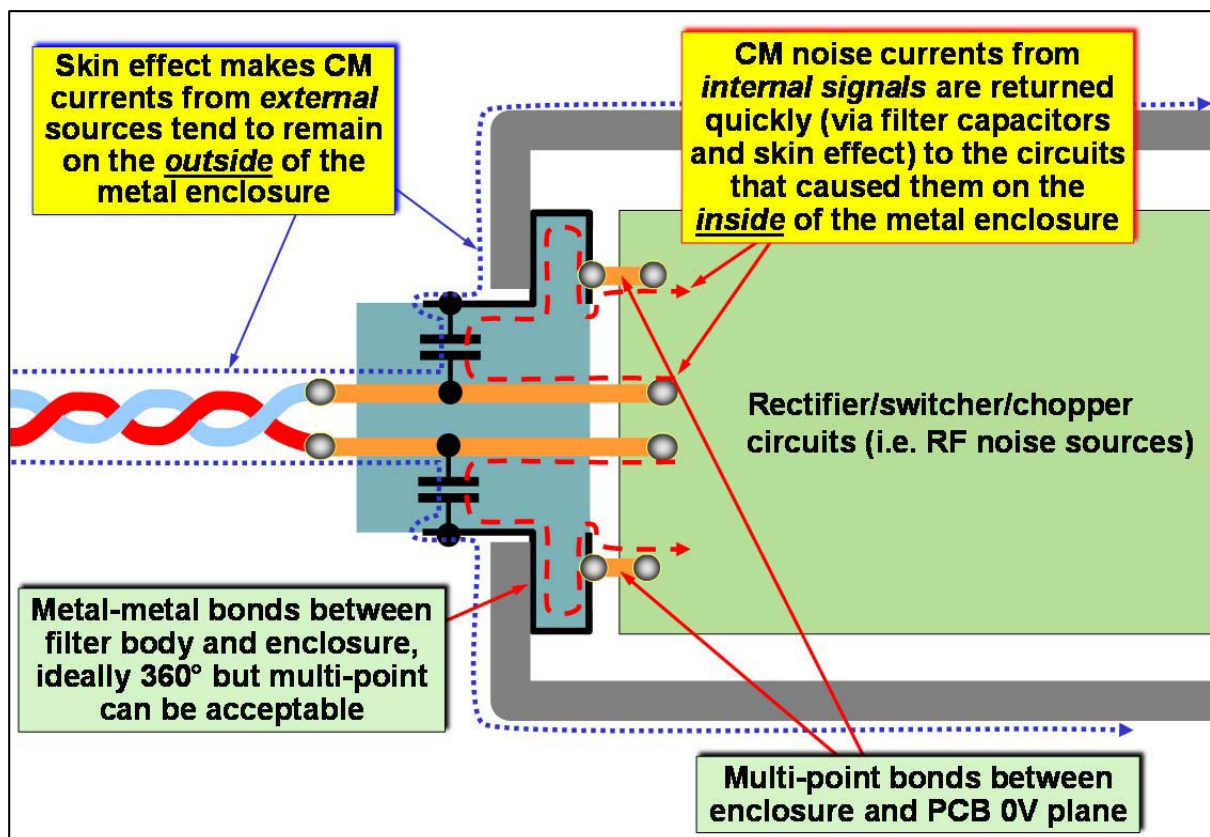 Skin effect makes CM
currents from external
sources tend to remain
on the outside of the
metal enclosure
CM noise currents from
internal signals are returned
quickly (via filter capacitors
and skin effect) to the circuits
that caused them on the
inside of the metal enclosure
Rectifier/switcher/chopper
circuits (i.e. RF noise sources)
Metal-metal bonds between
filter body and enclosure,
ideally 360° but multi-point
can be acceptable
Multi-point bonds between
enclosure and PCB 0V plane